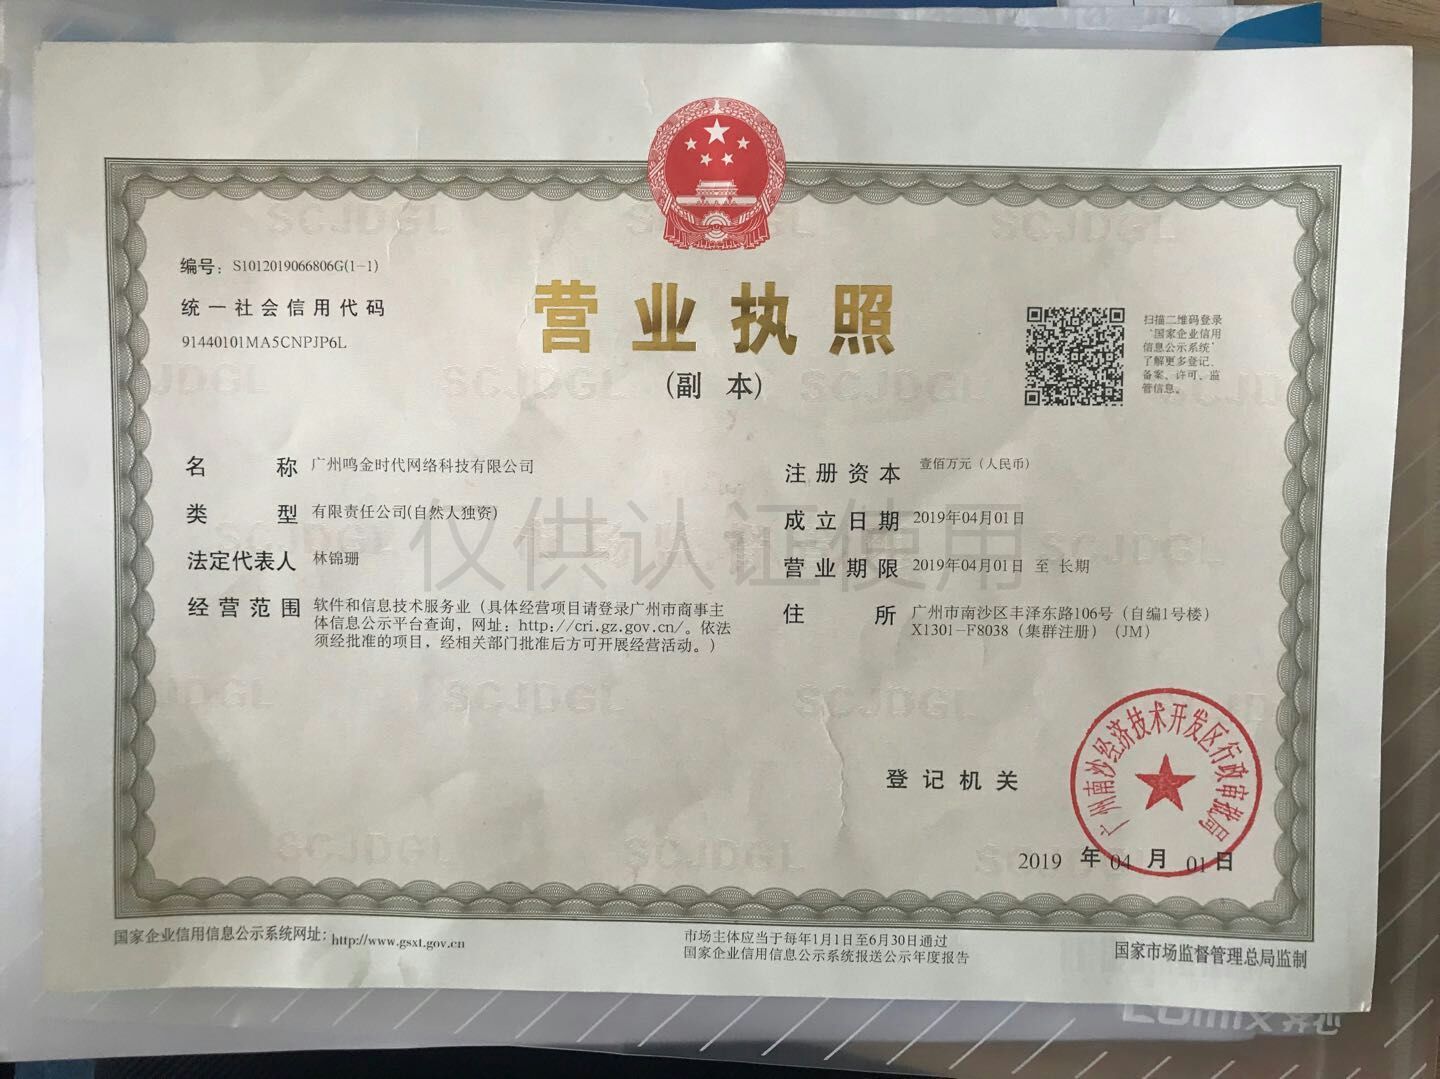 编号: S1012019066806G(1-1)
统一社会信用代码
91440101MA5CNPJP6L
营业执照
(副 本)
扫描二维码登录
“国家企业信用
信息公示系统”
了解更多登记、
备案、许可、监
管信息。
名 称 广州鸣金时代网络科技有限公司
类 型 有限责任公司(自然人独资)
法定代表人 林锦珊
经营范围 软件和信息技术服务业（具体经营项目请登录广州市商事主
体信息公示平台查询，网址：http://cri.gz.gov.cn/。依法
须经批准的项目，经相关部门批准后方可开展经营活动。）
注册资本 壹佰万元（人民币）
成立日期 2019年04月01日
营业期限 2019年04月01日 至 长期
住 所 广州市南沙区丰泽东路106号（自编1号楼）
X1301-F8038（集群注册）（JM）
仅供认证使用
登记机关
广州南沙经济技术开发区行政审批局
2019 年 04 月 01 日
国家企业信用信息公示系统网址: http://www.gsxt.gov.cn
市场主体应当于每年1月1日至6月30日通过
国家企业信用信息公示系统报送公示年度报告
国家市场监督管理总局监制
SCJDGL
Comix 齐心